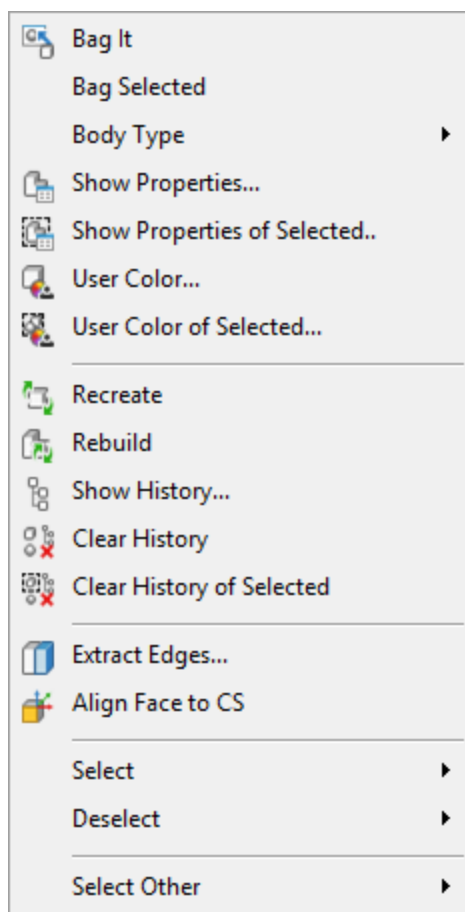 Bag It
Bag Selected
Body Type
Show Properties...
Show Properties of Selected..
User Color...
User Color of Selected...
Recreate
Rebuild
Show History...
Clear History
Clear History of Selected
Extract Edges...
Align Face to CS
Select
Deselect
Select Other